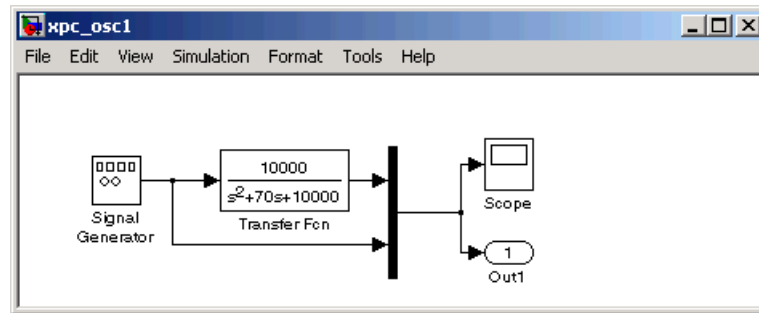 xpc_osc1
File Edit View Simulation Format Tools Help
10000
s²+70s+10000
Transfer Fcn
Signal
Generator
Scope
1
Out1